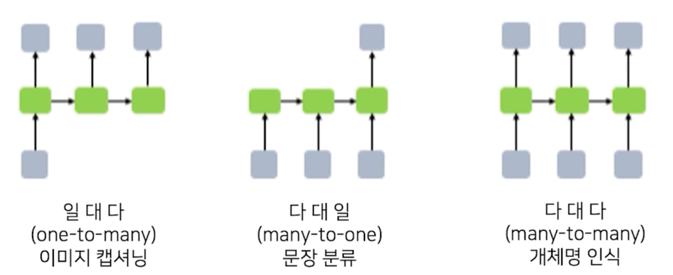 일 대 다
(one-to-many)
이미지 캡셔닝
다 대 일
(many-to-one)
문장 분류
다 대 다
(many-to-many)
개체명 인식